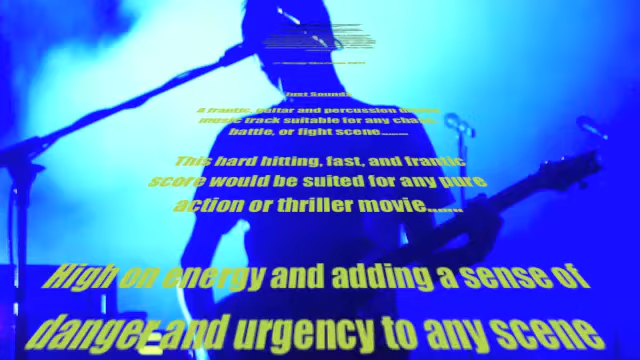 Just Sounds
A frantic, guitar and percussion driven
music track suitable for any chase,
battle, or fight scene.........
This hard hitting, fast, and frantic
score would be suited for any pure
action or thriller movie.......
High on energy and adding a sense of
danger and urgency to any scene